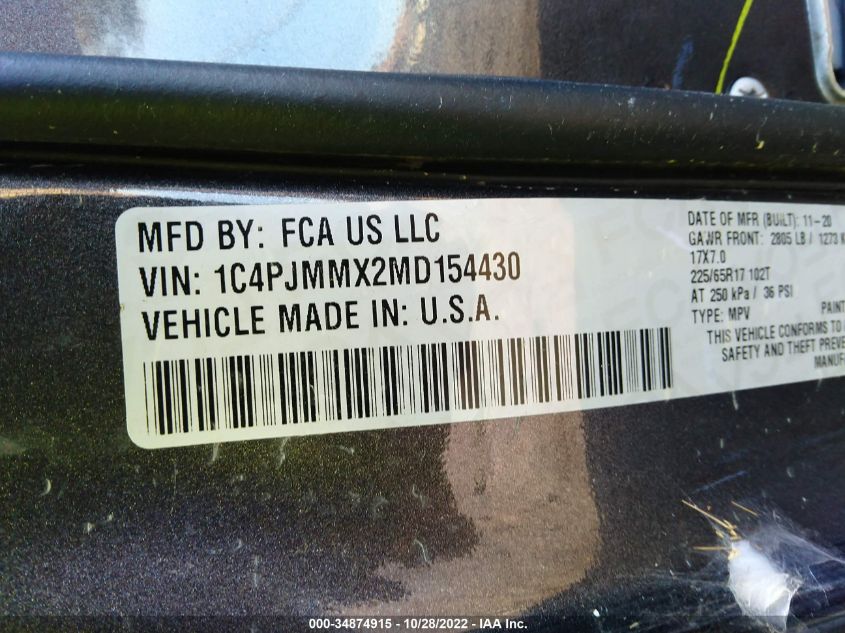 MFD BY: FCA US LLC
VIN: 1C4PJMMX2MD154430
VEHICLE MADE IN: U.S.A.
DATE OF MFR (BUILT): 11-20
GAWR FRONT: 2805 LB / 1273 K
17X7.0
225/65R17 102T
AT 250 kPa / 36 PSI
TYPE: MPV PAINT
THIS VEHICLE CONFORMS TO
SAFETY AND THEFT PREVE
MANUF
000-34874915 - 10/28/2022 - IAA Inc.